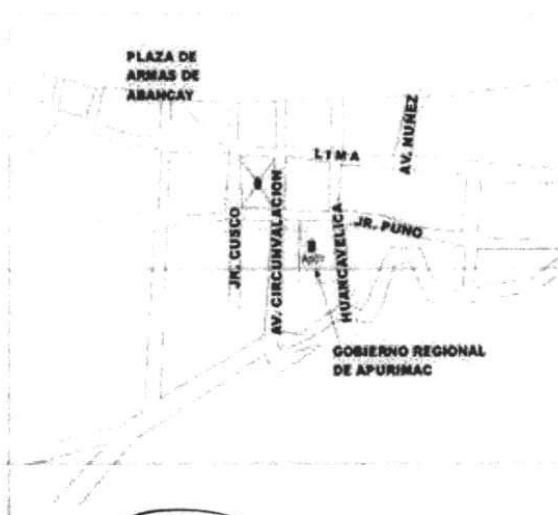 PLAZA DE
ARMAS DE
ABANCAY
AV. NUÑEZ
LIMA
JR. CUSCO
AV. CIRCUNVALACION
HUANCAVELICA
JR. PUNO
GOBIERNO REGIONAL
DE APURIMAC